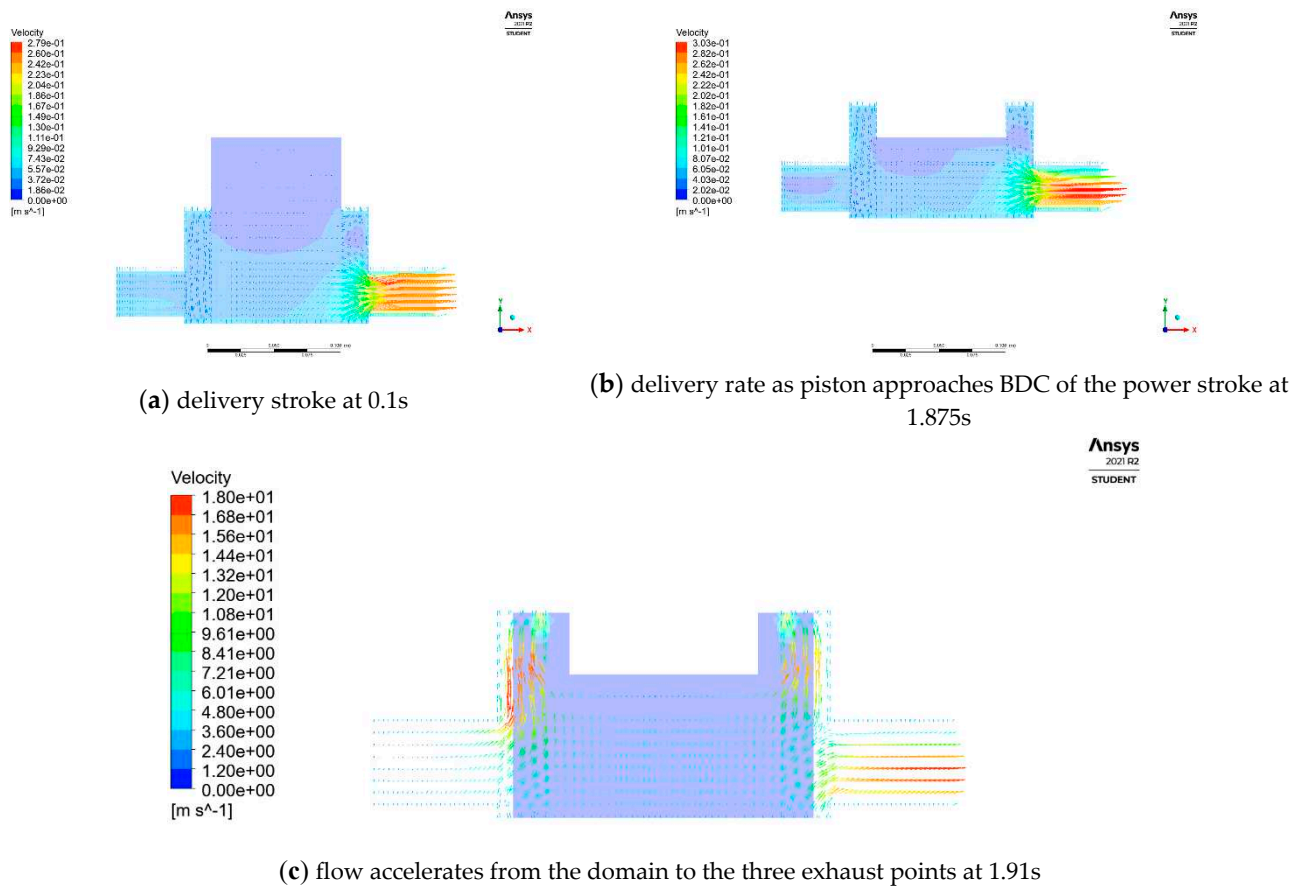 Ansys
2021 R2
STUDENT
Velocity
2.79e-01
2.60e-01
2.42e-01
2.23e-01
2.04e-01
1.86e-01
1.67e-01
1.49e-01
1.30e-01
1.11e-01
9.29e-02
7.43e-02
5.57e-02
3.72e-02
1.86e-02
0.00e+00
[m s^-1]
Y
X
0
(a) delivery stroke at 0.1s
Ansys
2021 R2
STUDENT
Velocity
3.03e-01
2.82e-01
2.62e-01
2.42e-01
2.22e-01
2.02e-01
1.82e-01
1.61e-01
1.41e-01
1.21e-01
1.01e-01
8.07e-02
6.05e-02
4.03e-02
2.02e-02
0.00e+00
[m s^-1]
Y
X
0
(b) delivery rate as piston approaches BDC of the power stroke at
1.875s
Ansys
2021 R2
STUDENT
Velocity
1.80e+01
1.68e+01
1.56e+01
1.44e+01
1.32e+01
1.20e+01
1.08e+01
9.61e+00
8.41e+00
7.21e+00
6.01e+00
4.80e+00
3.60e+00
2.40e+00
1.20e+00
0.00e+00
[m s^-1]
(c) flow accelerates from the domain to the three exhaust points at 1.91s